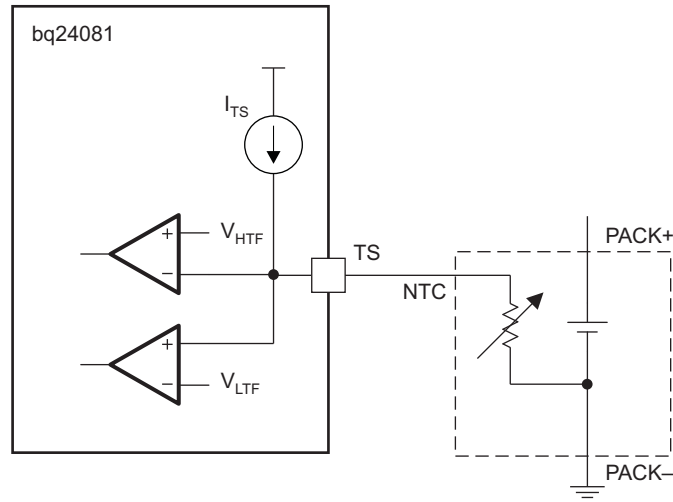 bq24081
I_TS
V_HTF
+
−
TS
NTC
PACK+
+
−
V_LTF
PACK–